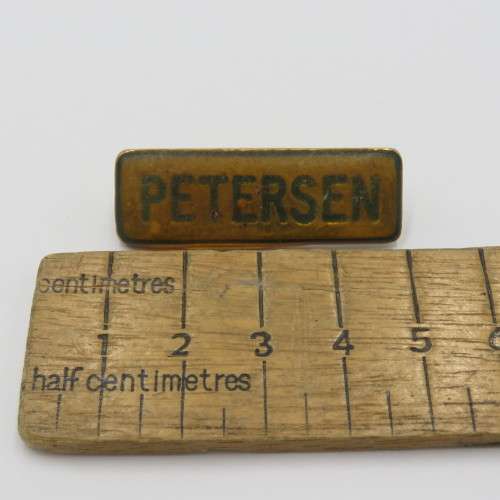 PETERSEN
centimetres
1 2 3 4 5 6
half centimetres